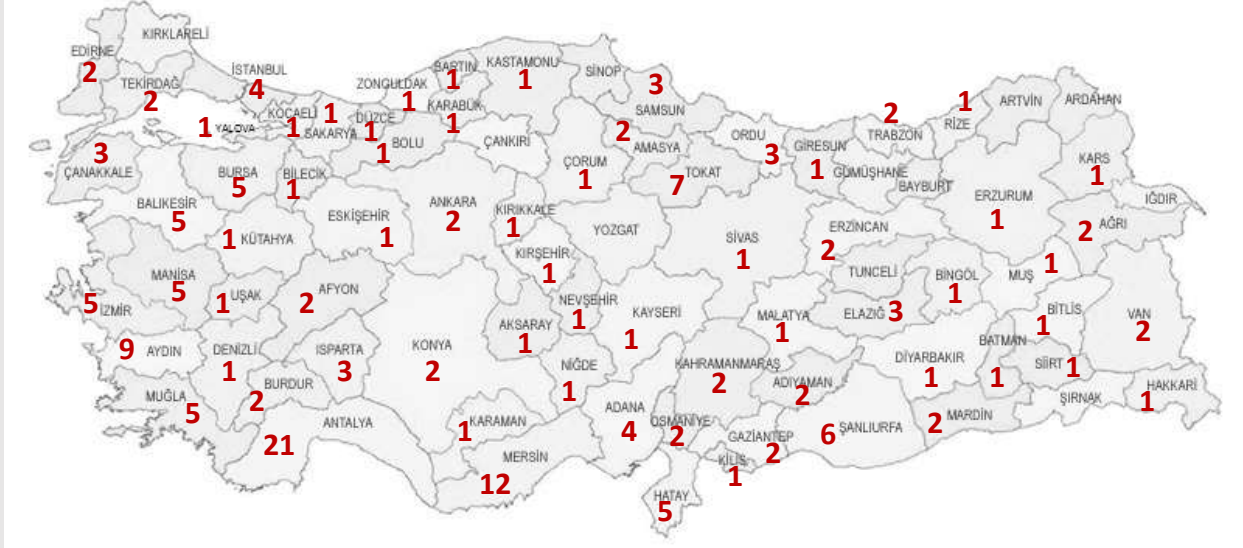 KIRKLARELİ
EDİRNE
2
TEKİRDAĞ
2
İSTANBUL
4
KOCAELİ
1
1
SAKARYA
1
YALOVA
ZONGULDAK
1
BARTIN
1
KASTAMONU
1
KARABÜK
1
DÜZCE
1
BOLU
1
SİNOP
3
SAMSUN
2
AMASYA
ÇANKIRI
ÇORUM
1
ORDU
3
TOKAT
7
GİRESUN
1
2
TRABZON
1
RİZE
ARTVİN
ARDAHAN
GÜMÜŞHANE
BAYBURT
ERZURUM
1
KARS
1
IĞDIR
AĞRI
2
3
ÇANAKKALE
BURSA
5
BİLECİK
1
BALIKESİR
5
ESKİŞEHİR
1
KÜTAHYA
1
ANKARA
2
KIRIKKALE
1
YOZGAT
KIRŞEHİR
1
SİVAS
1
ERZİNCAN
2
TUNCELİ
BİNGÖL
1
MUŞ
1
MANİSA
5
5
İZMİR
1
UŞAK
AFYON
2
NEVŞEHİR
1
AKSARAY
1
KAYSERİ
1
MALATYA
1
ELAZIĞ
3
BİTLİS
1
VAN
2
9
AYDIN
DENİZLİ
1
ISPARTA
3
KONYA
2
NİĞDE
1
KAHRAMANMARAŞ
2
ADIYAMAN
2
DİYARBAKIR
1
BATMAN
1
SİİRT
1
ŞIRNAK
HAKKARİ
1
MUĞLA
5
BURDUR
2
ANTALYA
21
KARAMAN
1
MERSİN
12
ADANA
4
OSMANİYE
2
GAZİANTEP
2
KİLİS
1
6
ŞANLIURFA
MARDİN
2
HATAY
5